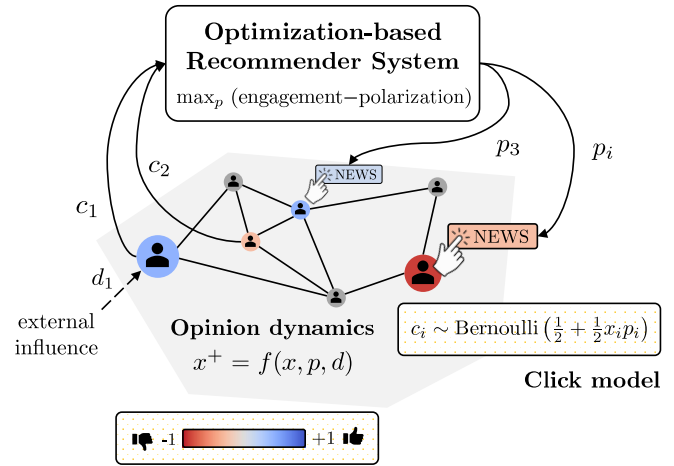 Optimization-based
Recommender System
max_p (engagement−polarization)
c_1
c_2
p_3
p_i
NEWS
NEWS
d_1
external
influence
Opinion dynamics
x^+ = f(x, p, d)
c_i ∼ Bernoulli (1/2 + 1/2 x_i p_i)
Click model
-1
+1